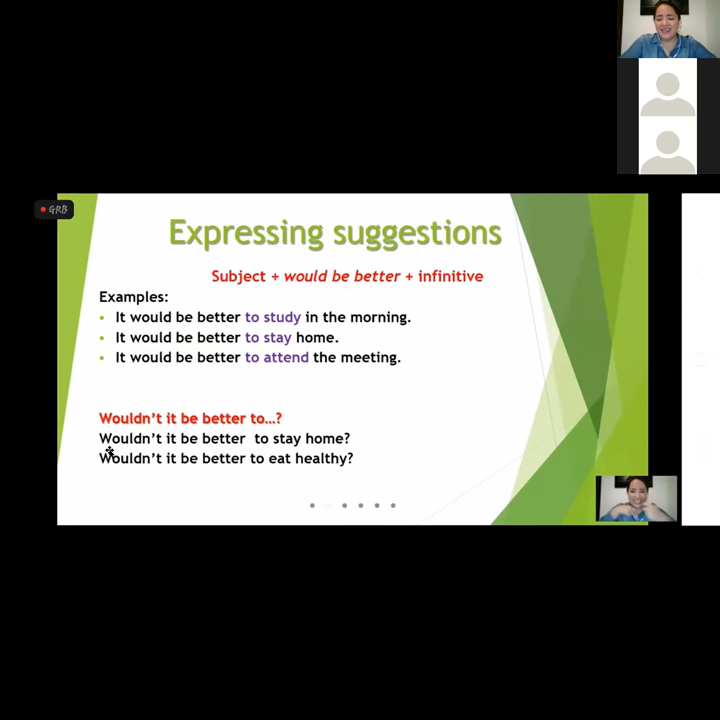 GRB
Expressing suggestions
Subject + would be better + infinitive
Examples:
• It would be better to study in the morning.
• It would be better to stay home.
• It would be better to attend the meeting.
Wouldn't it be better to…?
Wouldn't it be better to stay home?
Wouldn't it be better to eat healthy?